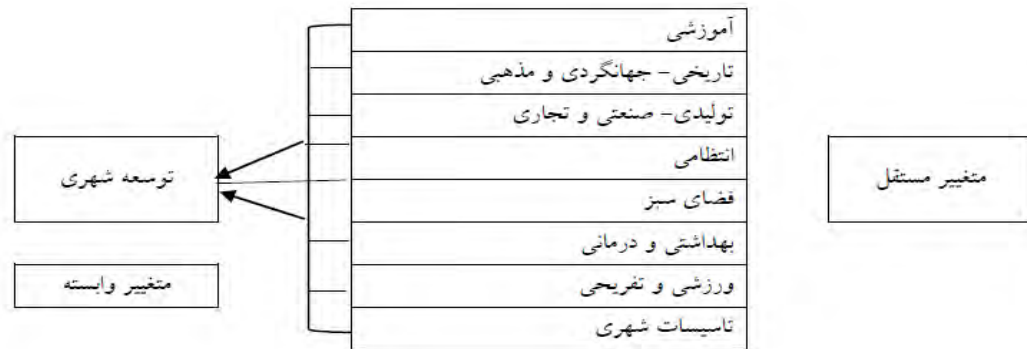 آموزشی
تاریخی- جهانگردی و مذهبی
تولیدی- صنعتی و تجاری
انتظامی
فضای سبز
بهداشتی و درمانی
ورزشی و تفریحی
تاسیسات شهری
متغییر مستقل
توسعه شهری
متغییر وابسته